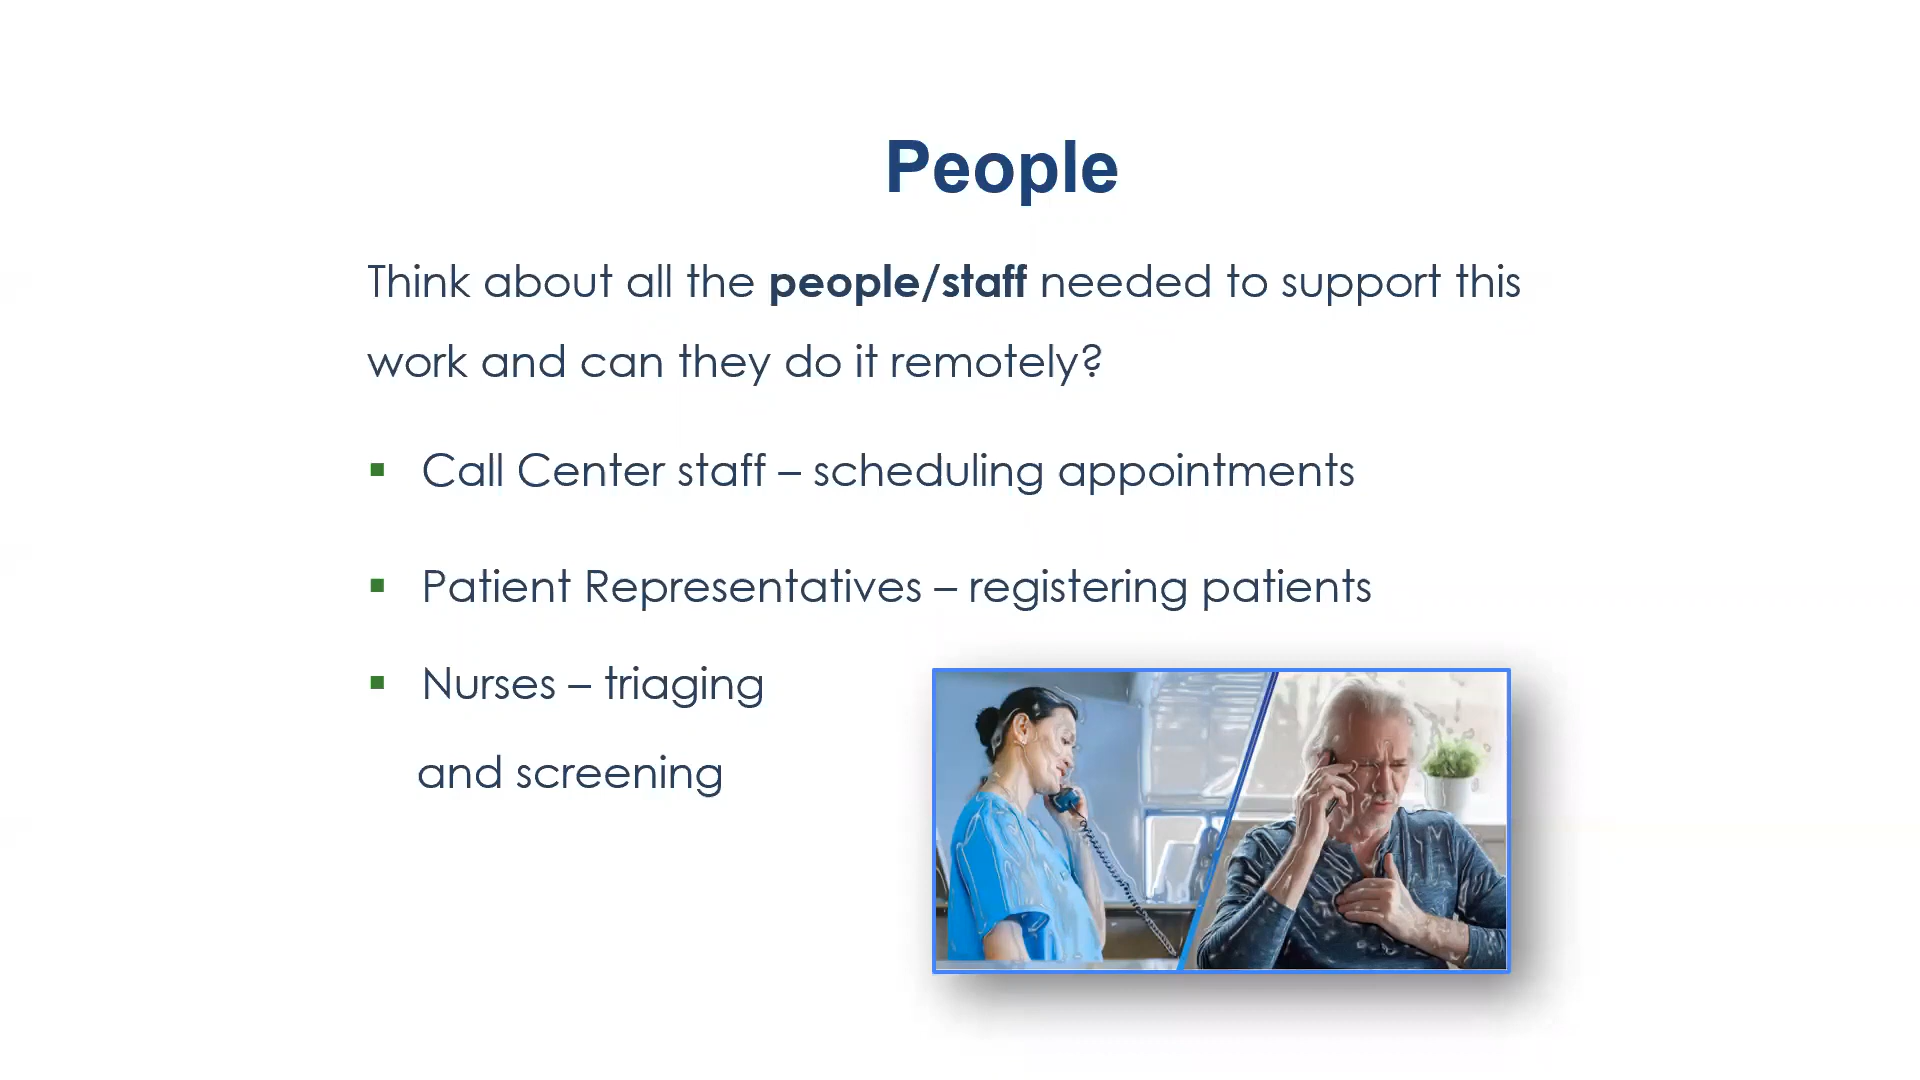 People
Think about all the people/staff needed to support this
work and can they do it remotely?
▪ Call Center staff – scheduling appointments
▪ Patient Representatives – registering patients
▪ Nurses – triaging
and screening